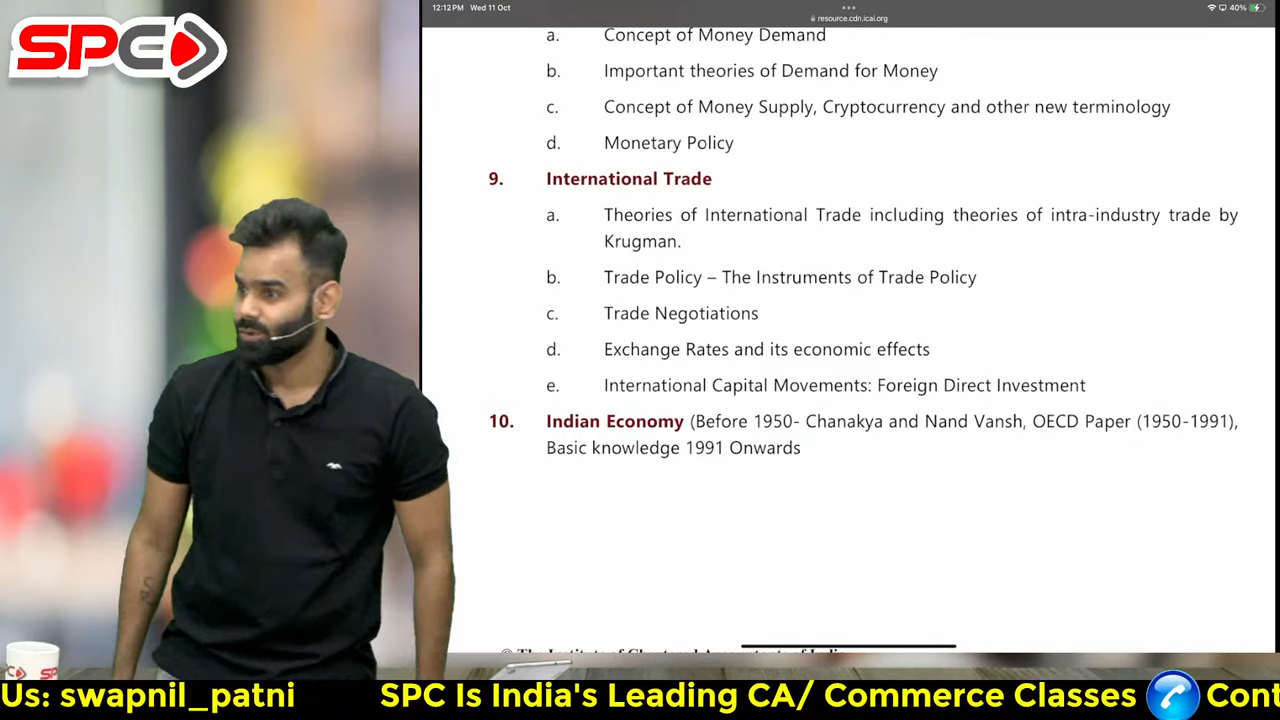 SPC
12:12 PM Wed 11 Oct
resource.cdn.icai.org
40%
a. Concept of Money Demand
b. Important theories of Demand for Money
c. Concept of Money Supply, Cryptocurrency and other new terminology
d. Monetary Policy
9. International Trade
a. Theories of International Trade including theories of intra-industry trade by
Krugman.
b. Trade Policy – The Instruments of Trade Policy
c. Trade Negotiations
d. Exchange Rates and its economic effects
e. International Capital Movements: Foreign Direct Investment
10. Indian Economy (Before 1950- Chanakya and Nand Vansh, OECD Paper (1950-1991),
Basic knowledge 1991 Onwards
SPC
Us: swapnil_patni SPC Is India's Leading CA/ Commerce Classes Cont